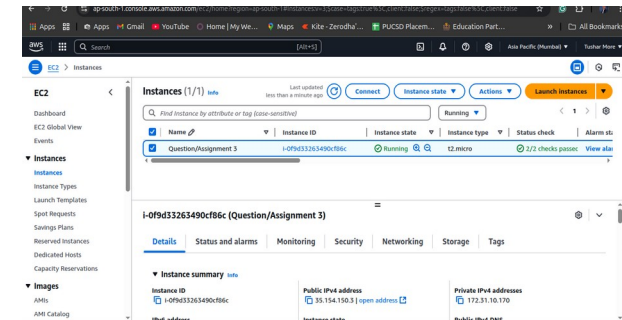 ap-south-1.console.aws.amazon.com/ec2/home?region=ap-south-1#Instances:v=3;$case=tags:true%5C,client:false;$regex=tags:false%5C,client:false
Apps Apps Gmail YouTube Home | My We... Maps Kite - Zerodha'... PUCSD Placem... Education Part... » All Bookmarks
aws Search [Alt+S] Asia Pacific (Mumbai) ▼ Tushar More ▼
EC2 > Instances
EC2 <
Dashboard
EC2 Global View
Events
▼ Instances
Instances
Instance Types
Launch Templates
Spot Requests
Savings Plans
Reserved Instances
Dedicated Hosts
Capacity Reservations
▼ Images
AMIs
AMI Catalog
Instances (1/1) Info
Last updated
less than a minute ago
Connect Instance state ▼ Actions ▼ Launch instances ▼
Find Instance by attribute or tag (case-sensitive) Running ▼ < 1 >
Name Instance ID Instance state Instance type Status check Alarm sta
Question/Assignment 3 i-0f9d33263490cf86c Running t2.micro 2/2 checks passec View alar
i-0f9d33263490cf86c (Question/Assignment 3)
Details Status and alarms Monitoring Security Networking Storage Tags
▼ Instance summary Info
Instance ID Public IPv4 address Private IPv4 addresses
i-0f9d33263490cf86c 35.154.150.3 | open address 172.31.10.170
IPv6 address Instance state Public IPv4 DNS